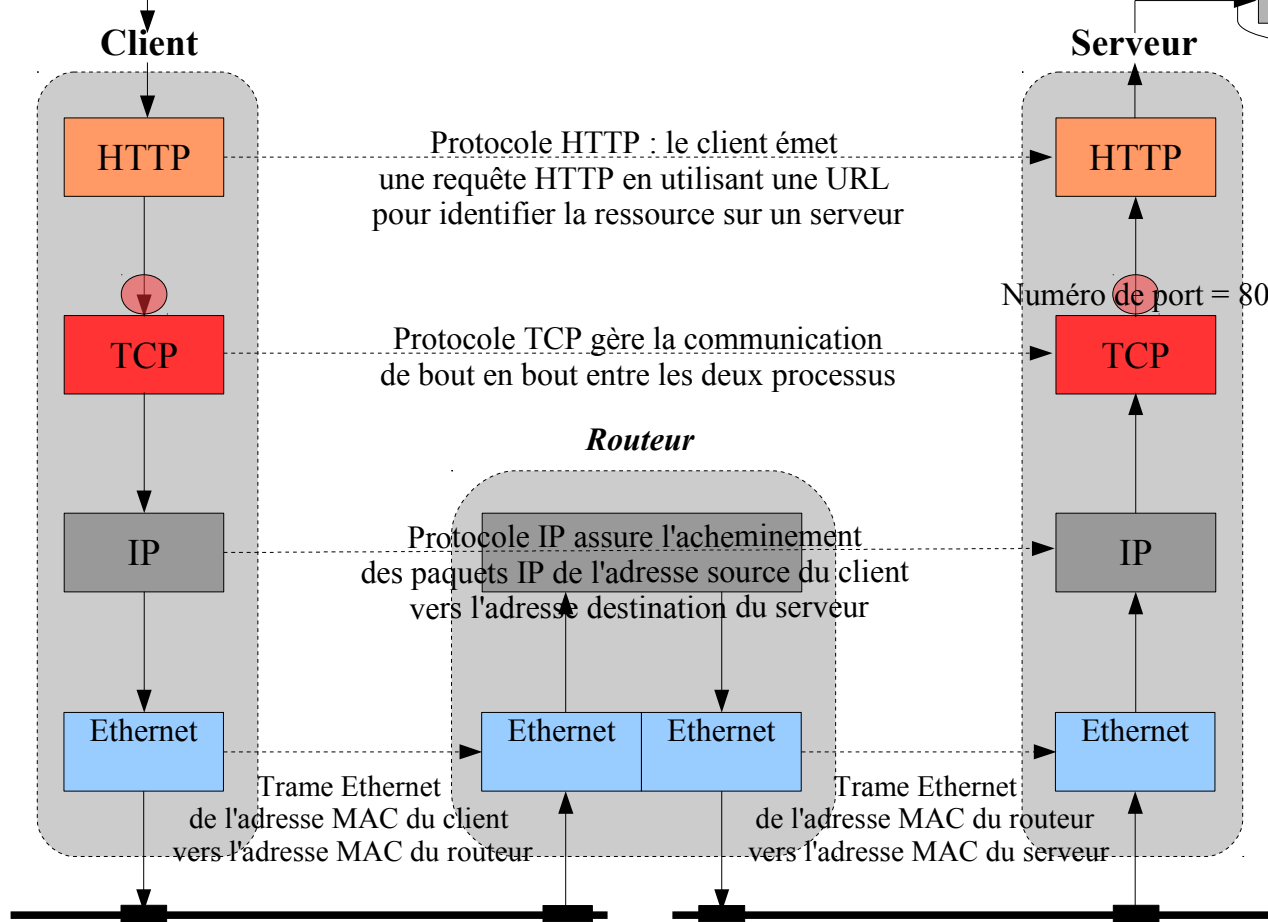 Client
Serveur
HTTP
Protocole HTTP : le client émet
une requête HTTP en utilisant une URL
pour identifier la ressource sur un serveur
HTTP
Numéro de port = 80
TCP
Protocole TCP gère la communication
de bout en bout entre les deux processus
TCP
Routeur
IP
Protocole IP assure l'acheminement
des paquets IP de l'adresse source du client
vers l'adresse destination du serveur
IP
Ethernet
Ethernet
Ethernet
Ethernet
Trame Ethernet
de l'adresse MAC du client
vers l'adresse MAC du routeur
Trame Ethernet
de l'adresse MAC du routeur
vers l'adresse MAC du serveur